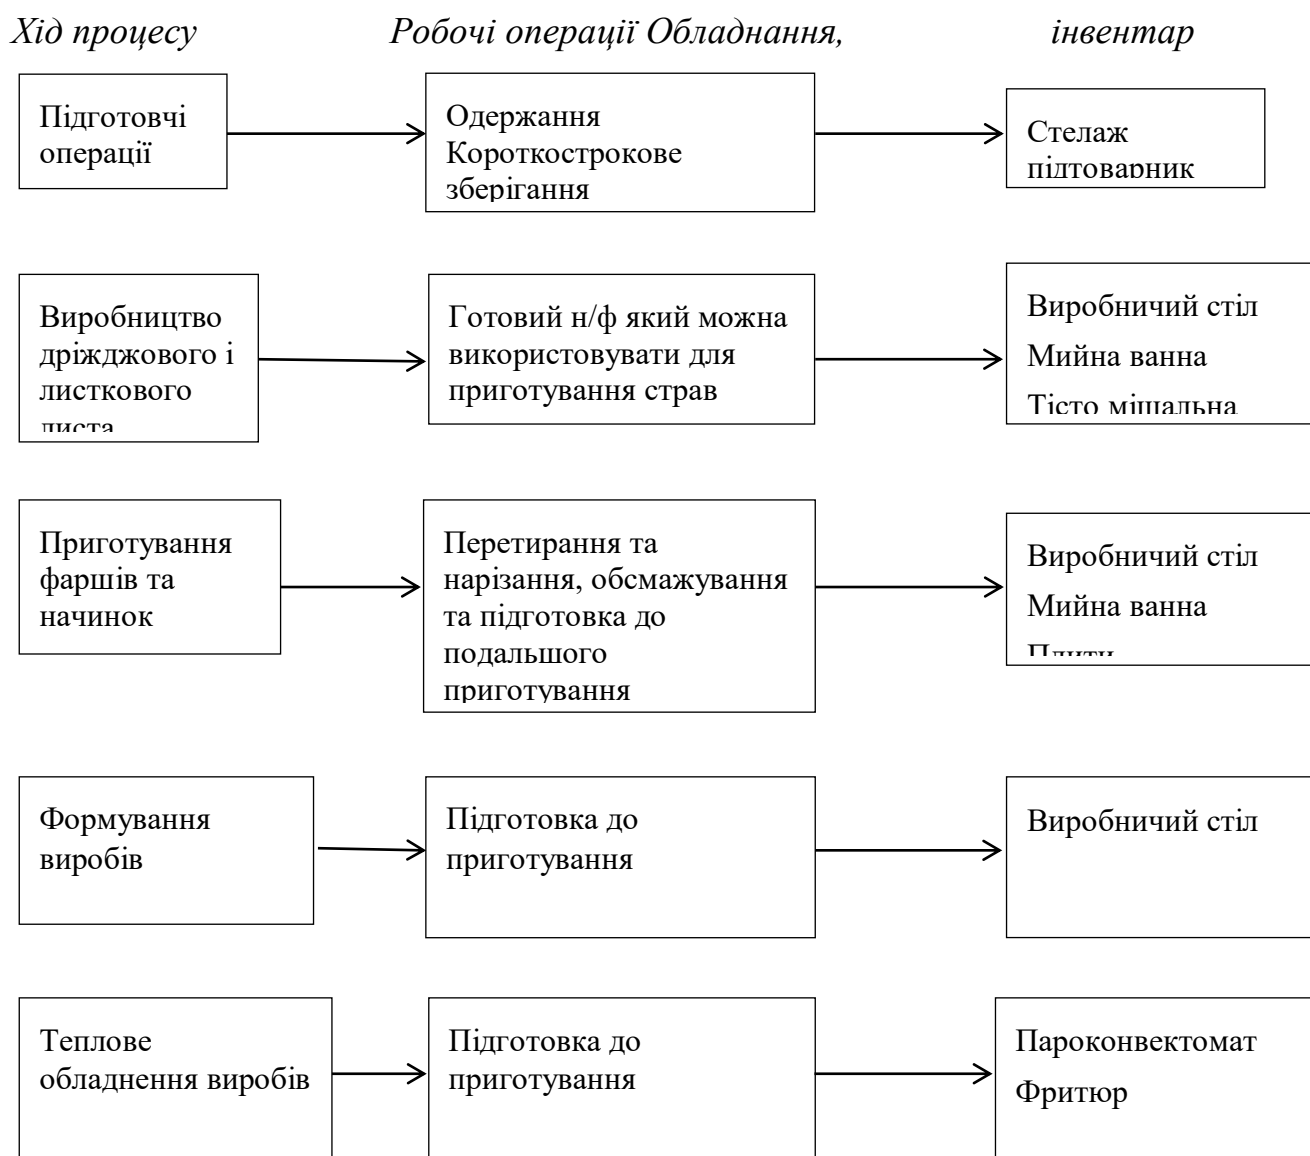 Хід процесу Робочі операції Обладнання, інвентар
Підготовчі
операції
Одержання
Короткострокове
зберігання
Стелаж
підтоварник
Виробництво
дріжджового і
листкового
листа
Готовий н/ф який можна
використовувати для
приготування страв
Виробничий стіл
Мийна ванна
Тісто мішальна
Приготування
фаршів та
начинок
Перетирання та
нарізання, обсмажування
та підготовка до
подальшого
приготування
Виробничий стіл
Мийна ванна
Плити
Формування
виробів
Підготовка до
приготування
Виробничий стіл
Теплове
обладнення виробів
Підготовка до
приготування
Пароконвектомат
Фритюр